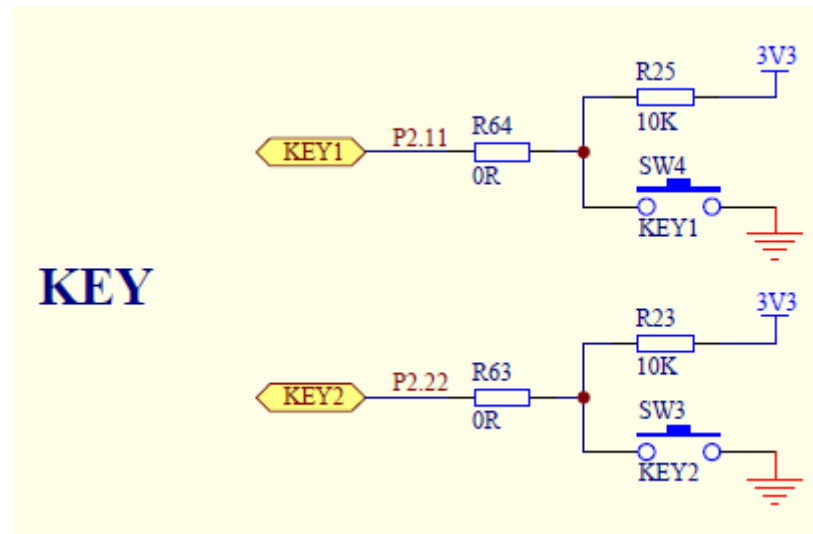 3V3
R25
10K
KEY1
P2.11
R64
0R
SW4
KEY1
KEY
3V3
R23
10K
KEY2
P2.22
R63
0R
SW3
KEY2